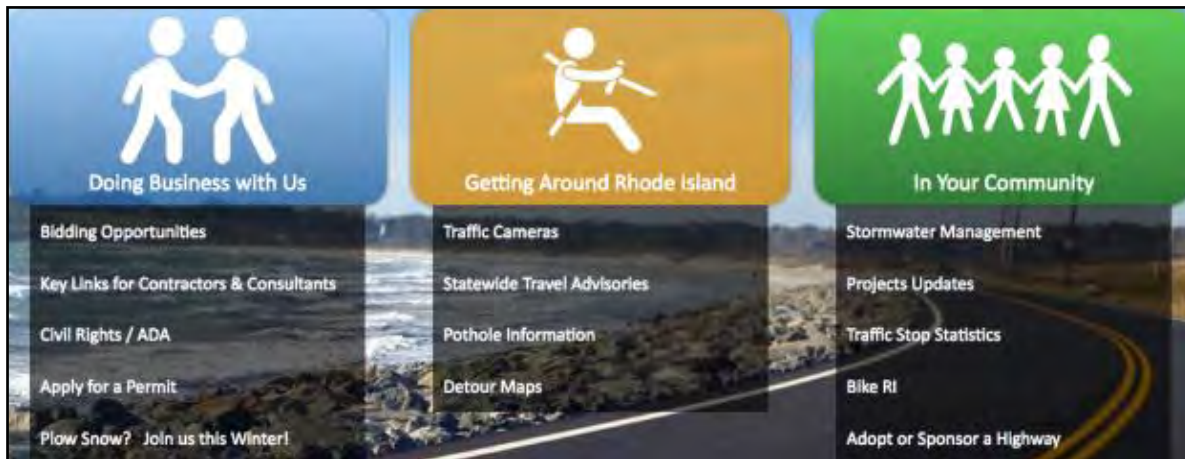 Doing Business with Us
Bidding Opportunities
Key Links for Contractors & Consultants
Civil Rights / ADA
Apply for a Permit
Plow Snow? Join us this Winter!
Getting Around Rhode Island
Traffic Cameras
Statewide Travel Advisories
Pothole Information
Detour Maps
In Your Community
Stormwater Management
Projects Updates
Traffic Stop Statistics
Bike RI
Adopt or Sponsor a Highway